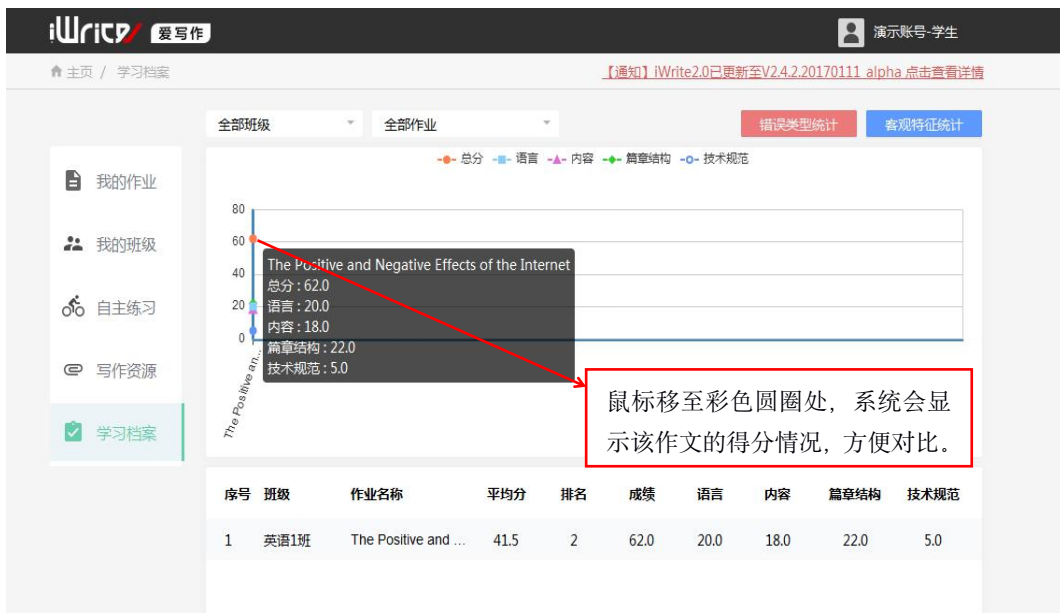 iWrite 爱写作
演示账号-学生
主页 / 学习档案
【通知】iWrite2.0已更新至V2.4.2.20170111_alpha 点击查看详情
全部班级
全部作业
错误类型统计
客观特征统计
总分 语言 内容 篇章结构 技术规范
我的作业
我的班级
自主练习
写作资源
学习档案
80
60
40
20
0
The Positive an...
The Positive and Negative Effects of the Internet
总分 : 62.0
语言 : 20.0
内容 : 18.0
篇章结构 : 22.0
技术规范 : 5.0
鼠标移至彩色圆圈处，系统会显
示该作文的得分情况，方便对比。
序号 班级 作业名称 平均分 排名 成绩 语言 内容 篇章结构 技术规范
1 英语1班 The Positive and ... 41.5 2 62.0 20.0 18.0 22.0 5.0